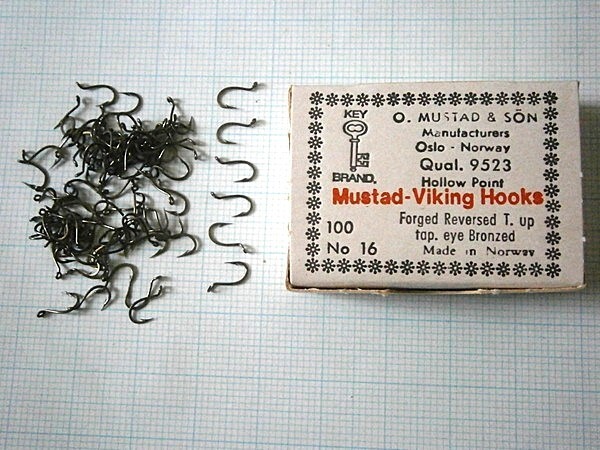 KEY
BRAND.
O. MUSTAD & SÖN
Manufacturers
Oslo - Norway
Qual. 9523
Hollow Point
Mustad-Viking Hooks
100
No 16
Forged Reversed T. up
tap. eye Bronzed
Made in Norway